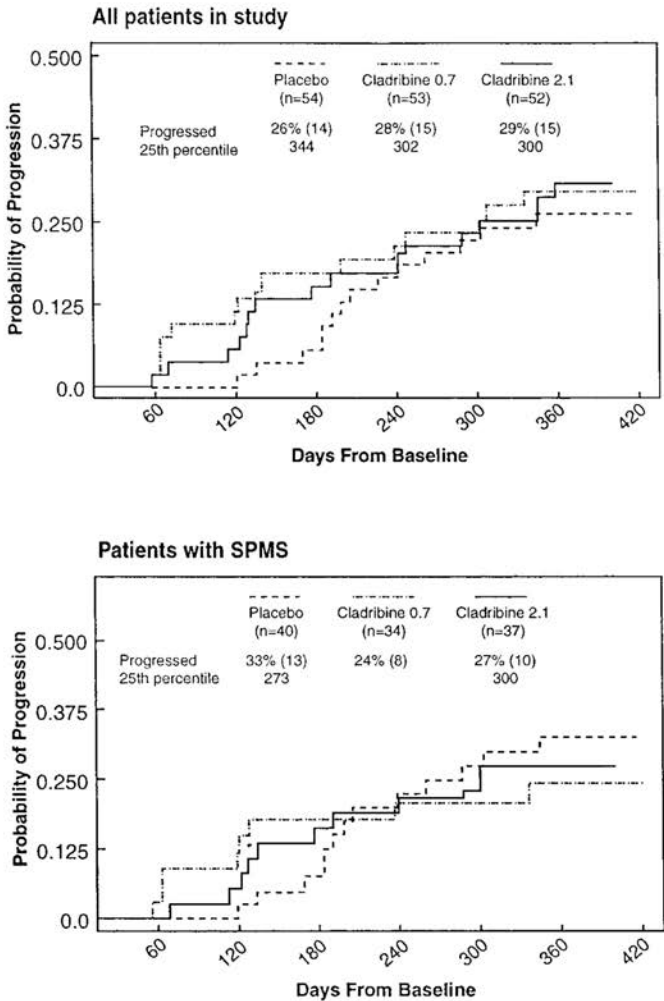 All patients in study
0.500
0.375
0.250
0.125
0.0
Probability of Progression
Placebo Cladribine 0.7 Cladribine 2.1
(n=54) (n=53) (n=52)
Progressed 26% (14) 28% (15) 29% (15)
25th percentile 344 302 300
60 120 180 240 300 360 420
Days From Baseline
Patients with SPMS
0.500
0.375
0.250
0.125
0.0
Probability of Progression
Placebo Cladribine 0.7 Cladribine 2.1
(n=40) (n=34) (n=37)
Progressed 33% (13) 24% (8) 27% (10)
25th percentile 273 300
60 120 180 240 300 360 420
Days From Baseline